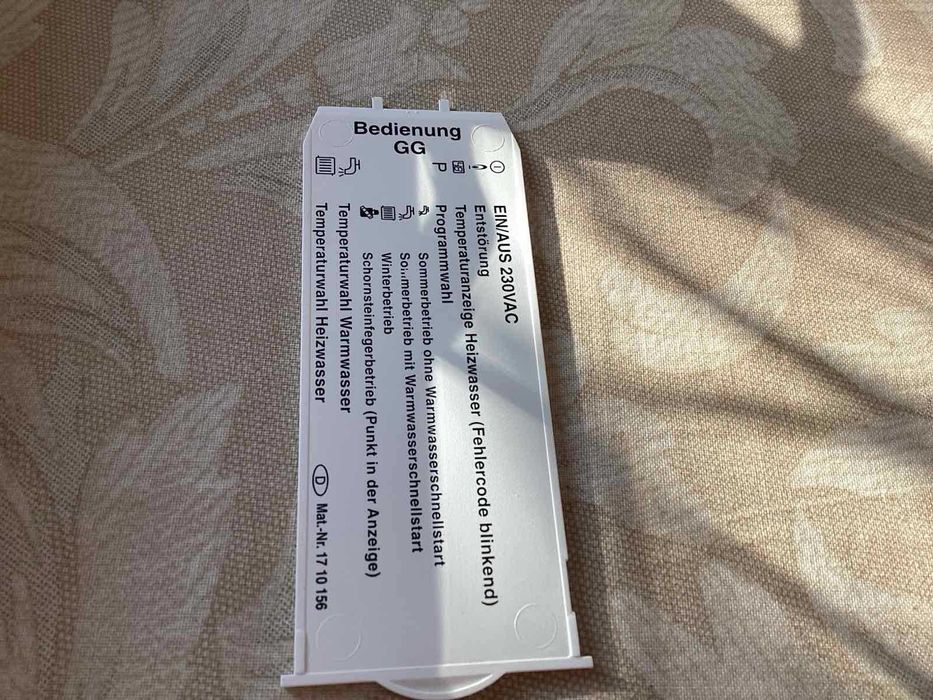 Bedienung
GG
EIN/AUS 230VAC
Entstörung
Temperaturanzeige Heizwasser (Fehlercode blinkend)
P Programmwahl
Sommerbetrieb ohne Warmwasserschnellstart
Sommerbetrieb mit Warmwasserschnellstart
Winterbetrieb
Schornsteinfegerbetrieb (Punkt in der Anzeige)
Temperaturwahl Warmwasser
Temperaturwahl Heizwasser
D Mat.-Nr. 17 10 156